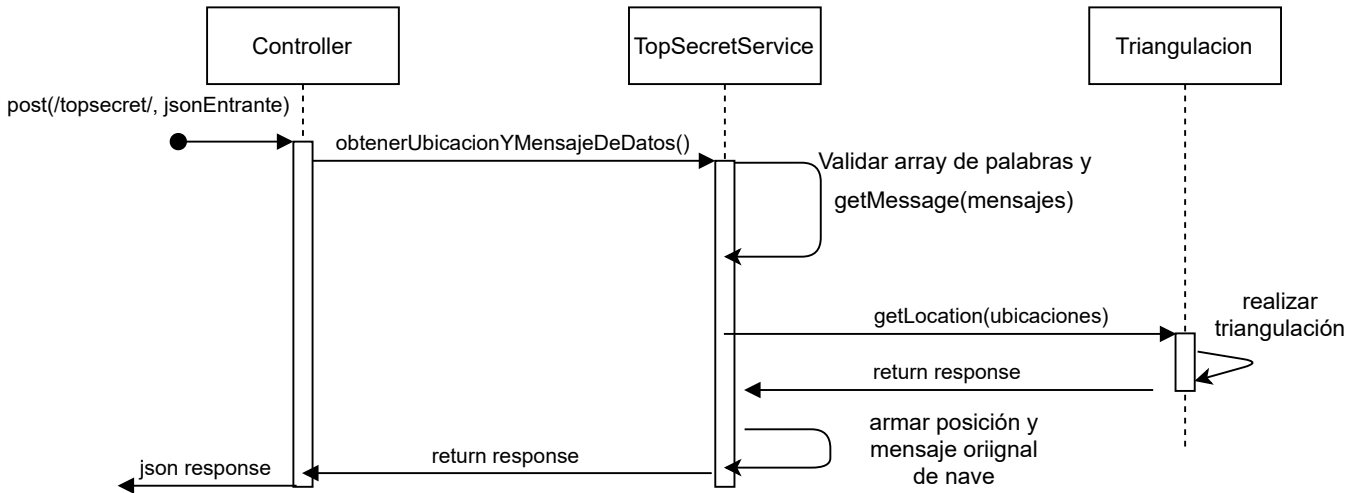 Controller
TopSecretService
Triangulacion
post(/topsecret/, jsonEntrante)
obtenerUbicacionYMensajeDeDatos()
Validar array de palabras y
getMessage(mensajes)
getLocation(ubicaciones)
realizar
triangulación
return response
armar posición y
mensaje oriignal
de nave
return response
json response